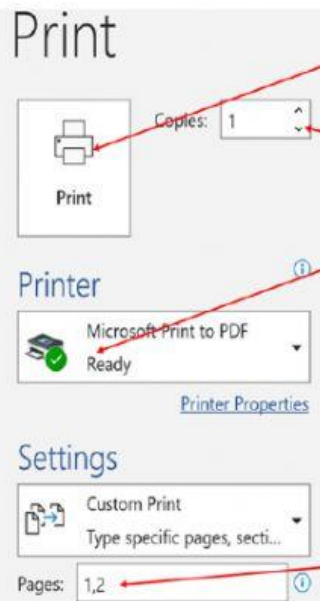 Print
Copies: 1
Print
Printer
Microsoft Print to PDF
Ready
Printer Properties
Settings
Custom Print
Type specific pages, secti...
Pages: 1,2